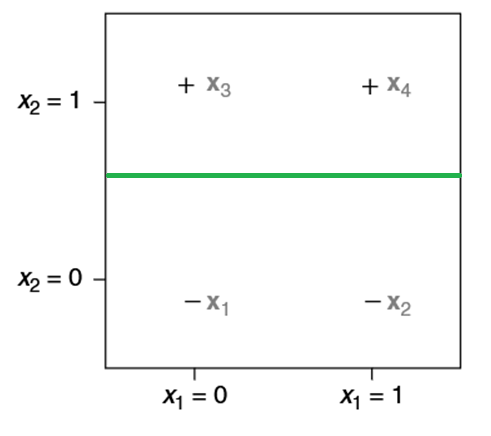 + x₃ + x₄
x₂ = 1
x₂ = 0
− x₁ − x₂
x₁ = 0 x₁ = 1